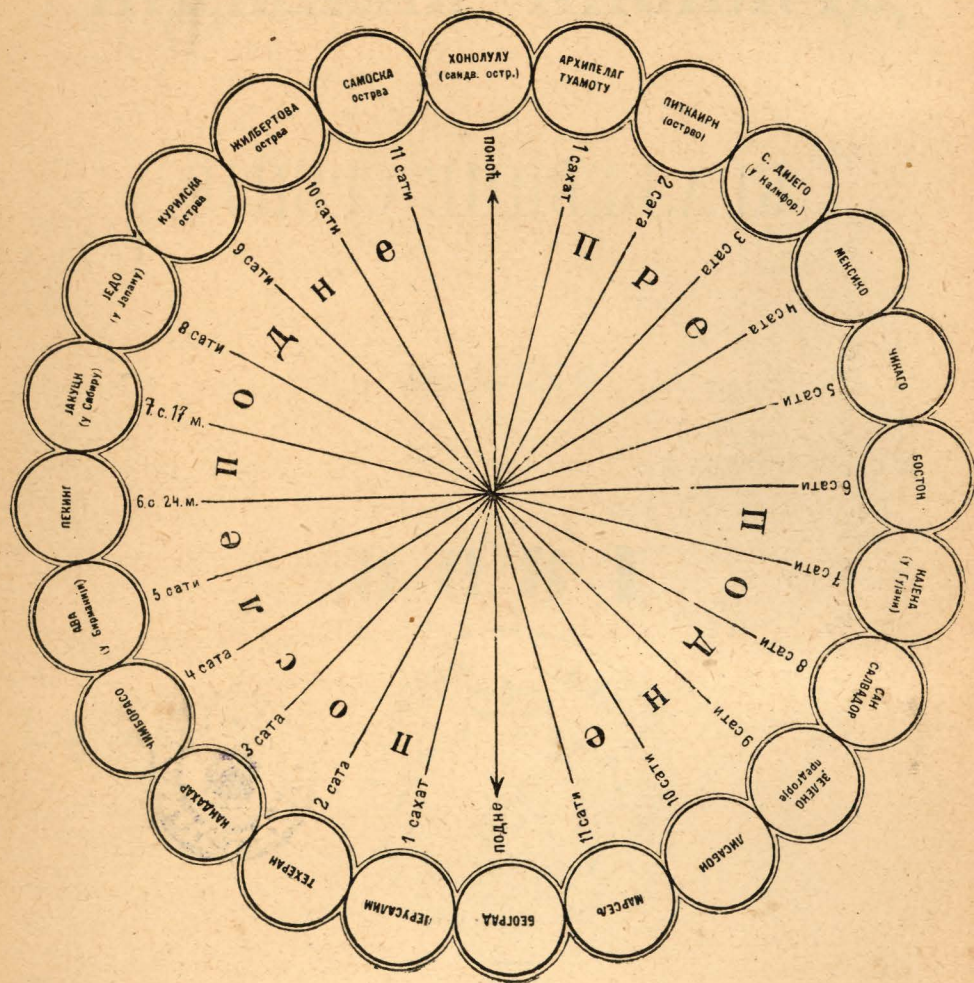 ХОНОЛУЛУ
(сандв. остр.)
поноћ
АРХИПЕЛАГ
ТУАМОТУ
1 сахат
ПИТКАИРН
(острво)
2 сата
С. ДИЈЕГО
(у Калифор.)
3 сата
МЕКСИКО
4 сата
ЧИКАГО
5 сати
БОСТОН
6 сати
КАЈЕНА
(у Гујани)
7 сати
САН
САЛВАДОР
8 сати
ЗЕЛЕНО
предгорје
9 сати
ЛИСАБОН
10 сати
МАРСЕЉ
11 сати
БЕОГРАД
подне
ЈЕРУСАЛИМ
1 сахат
ТЕХЕРАН
2 сата
КАНДАХАР
3 сата
ЧИМБОРАСО
4 сата
АВА
(у Бирманији)
5 сати
ПЕКИНГ
6 с 24. м.
ЈАКУЦК
(у Сибиру)
7. с. 17 м.
ЈЕДО
(у Јапану)
8 сати
КУРИЛСКА
острва
9 сати
ЖИЛБЕРТОВА
острва
10 сати
САМОСКА
острва
11 сати
Пре Подне
После подне